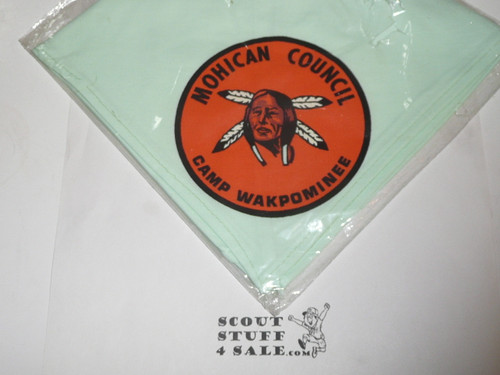 MOHICAN COUNCIL
CAMP WAKPOMINEE
SCOUT
STUFF
4 SALE.com